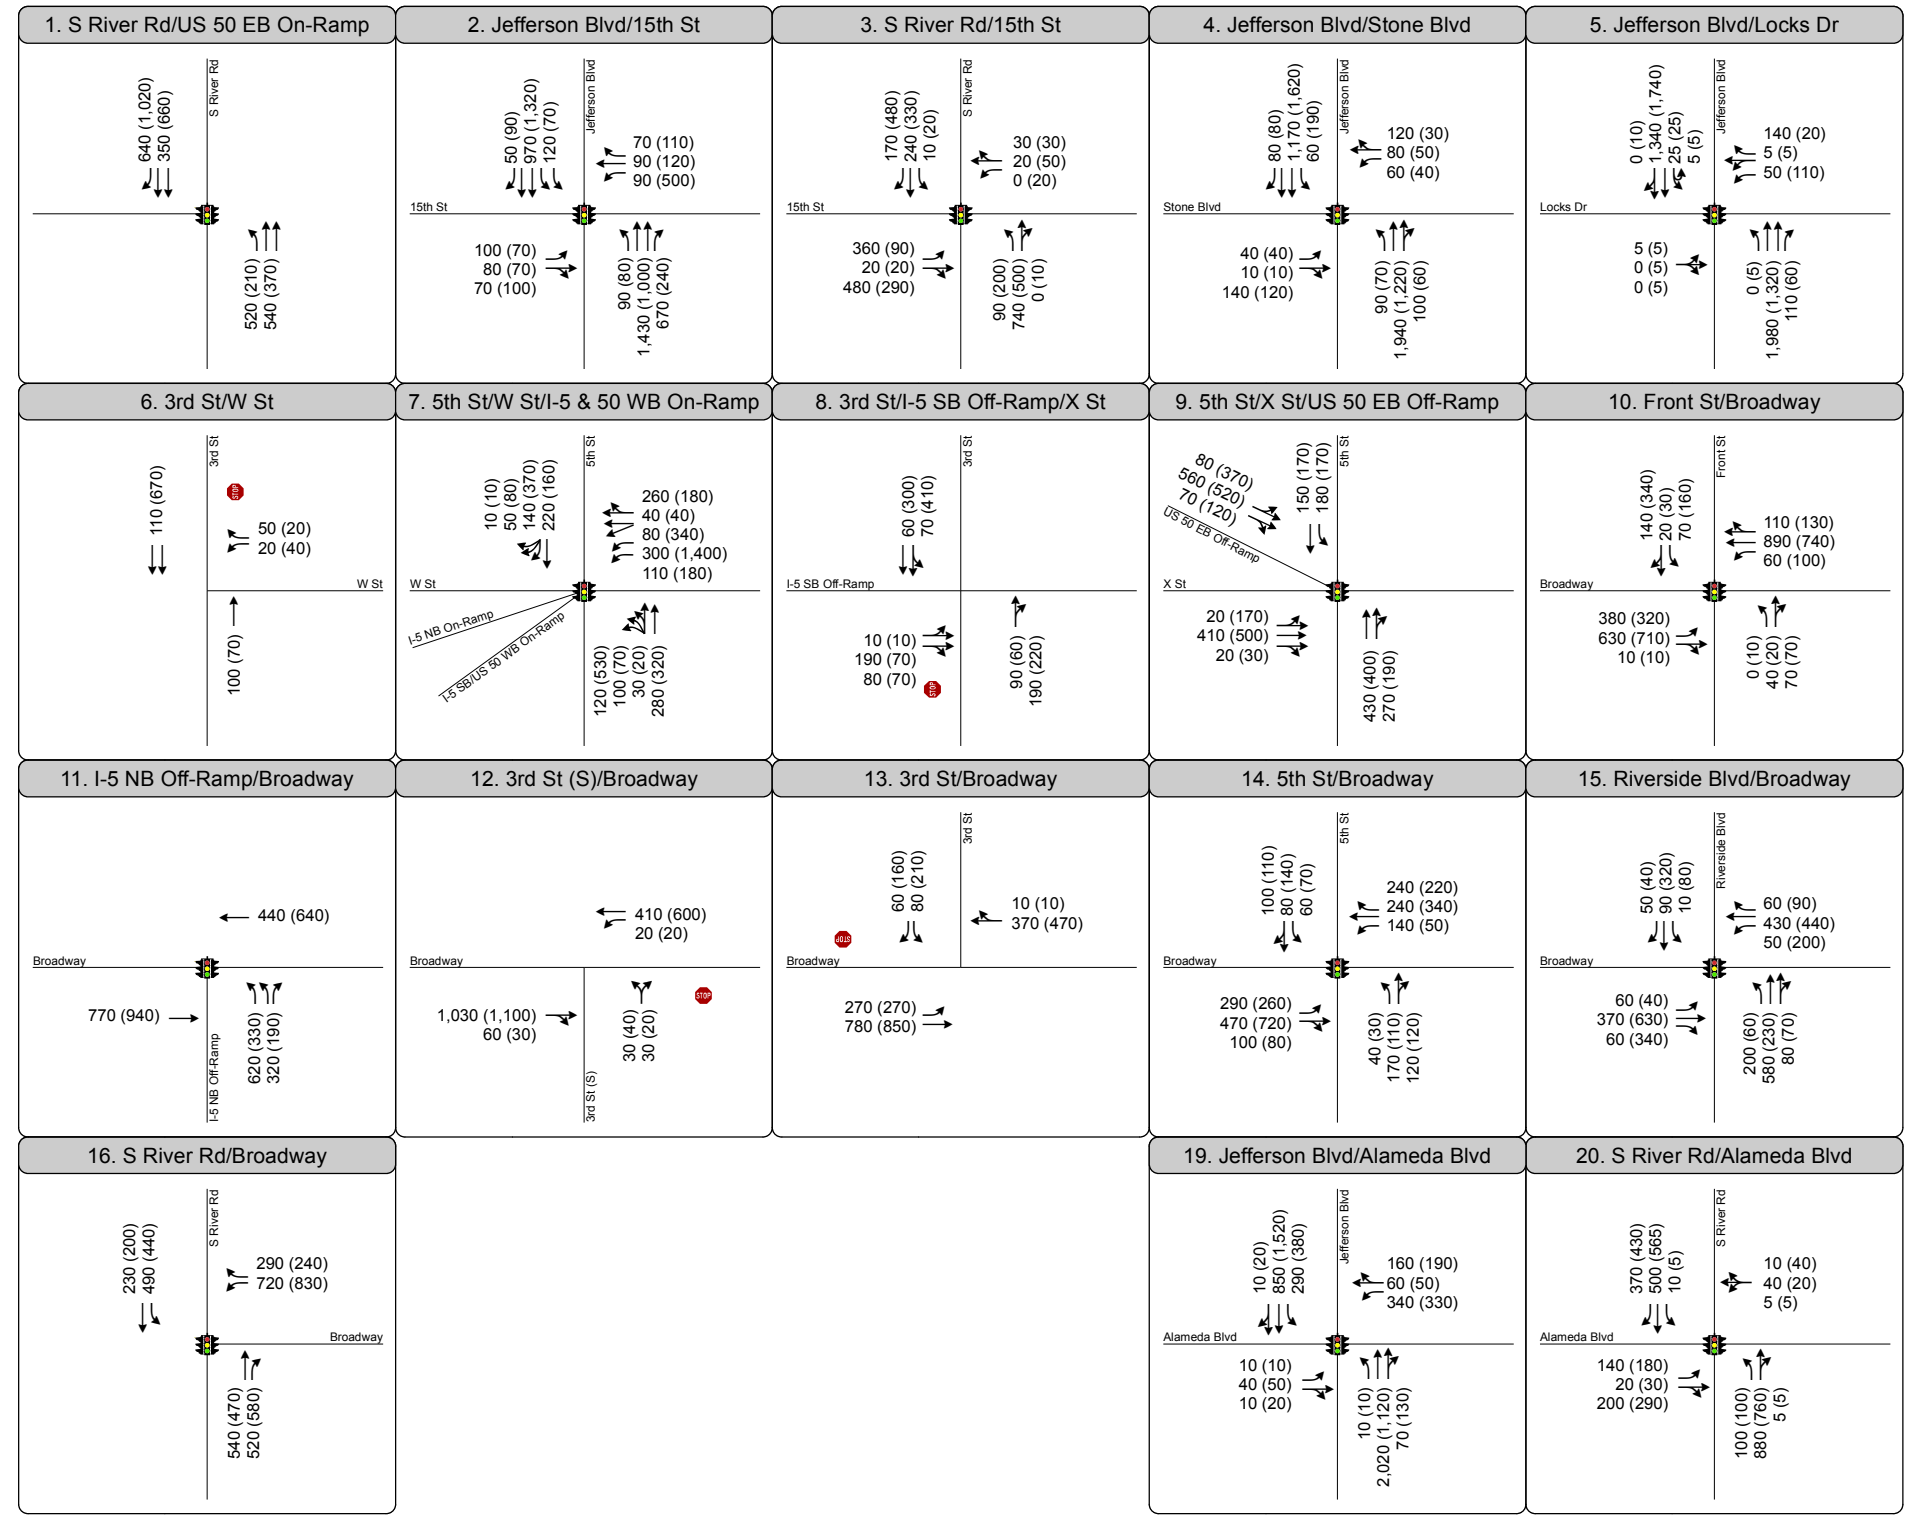 1. S River Rd/US 50 EB On-Ramp
640 (1,020)
350 (660)
S River Rd
520 (210)
540 (370)
2. Jefferson Blvd/15th St
50 (90)
970 (1,320)
120 (70)
Jefferson Blvd
70 (110)
90 (120)
90 (500)
15th St
100 (70)
80 (70)
70 (100)
90 (80)
1,430 (1,000)
670 (240)
3. S River Rd/15th St
170 (480)
240 (330)
10 (20)
S River Rd
30 (30)
20 (50)
0 (20)
15th St
360 (90)
20 (20)
480 (290)
90 (200)
740 (500)
0 (10)
4. Jefferson Blvd/Stone Blvd
80 (80)
1,170 (1,620)
60 (190)
Jefferson Blvd
120 (30)
80 (50)
60 (40)
Stone Blvd
40 (40)
10 (10)
140 (120)
90 (70)
1,940 (1,220)
100 (60)
5. Jefferson Blvd/Locks Dr
0 (10)
1,340 (1,740)
25 (25)
5 (5)
Jefferson Blvd
140 (20)
5 (5)
50 (110)
Locks Dr
5 (5)
0 (5)
0 (5)
0 (5)
1,980 (1,320)
110 (60)
6. 3rd St/W St
110 (670)
3rd St
STOP
50 (20)
20 (40)
W St
100 (70)
7. 5th St/W St/I-5 & 50 WB On-Ramp
10 (10)
50 (80)
140 (370)
220 (160)
5th St
260 (180)
40 (40)
80 (340)
300 (1,400)
110 (180)
W St
I-5 NB On-Ramp
I-5 SB/US 50 WB On-Ramp
120 (530)
100 (70)
30 (20)
280 (320)
8. 3rd St/I-5 SB Off-Ramp/X St
60 (300)
70 (410)
3rd St
I-5 SB Off-Ramp
10 (10)
190 (70)
80 (70)
STOP
90 (60)
190 (220)
9. 5th St/X St/US 50 EB Off-Ramp
80 (370)
560 (520)
70 (120)
US 50 EB Off-Ramp
150 (170)
180 (170)
5th St
X St
20 (170)
410 (500)
20 (30)
430 (400)
270 (190)
10. Front St/Broadway
140 (340)
20 (30)
70 (160)
Front St
110 (130)
890 (740)
60 (100)
Broadway
380 (320)
630 (710)
10 (10)
0 (10)
40 (20)
70 (70)
11. I-5 NB Off-Ramp/Broadway
440 (640)
Broadway
770 (940)
I-5 NB Off-Ramp
620 (330)
320 (190)
12. 3rd St (S)/Broadway
410 (600)
20 (20)
Broadway
1,030 (1,100)
60 (30)
3rd St (S)
30 (40)
30 (20)
STOP
13. 3rd St/Broadway
60 (160)
80 (210)
3rd St
10 (10)
370 (470)
STOP
Broadway
270 (270)
780 (850)
14. 5th St/Broadway
100 (110)
80 (140)
60 (70)
5th St
240 (220)
240 (340)
140 (50)
Broadway
290 (260)
470 (720)
100 (80)
40 (30)
170 (110)
120 (120)
15. Riverside Blvd/Broadway
50 (40)
90 (320)
10 (80)
Riverside Blvd
60 (90)
430 (440)
50 (200)
Broadway
60 (40)
370 (630)
60 (340)
200 (60)
580 (230)
80 (70)
16. S River Rd/Broadway
230 (200)
490 (440)
S River Rd
290 (240)
720 (830)
Broadway
540 (470)
520 (580)
19. Jefferson Blvd/Alameda Blvd
10 (20)
850 (1,520)
290 (380)
Jefferson Blvd
160 (190)
60 (50)
340 (330)
Alameda Blvd
10 (10)
40 (50)
10 (20)
10 (10)
2,020 (1,120)
70 (130)
20. S River Rd/Alameda Blvd
370 (430)
500 (565)
10 (5)
S River Rd
10 (40)
40 (20)
5 (5)
Alameda Blvd
140 (180)
20 (30)
200 (290)
100 (100)
880 (760)
5 (5)